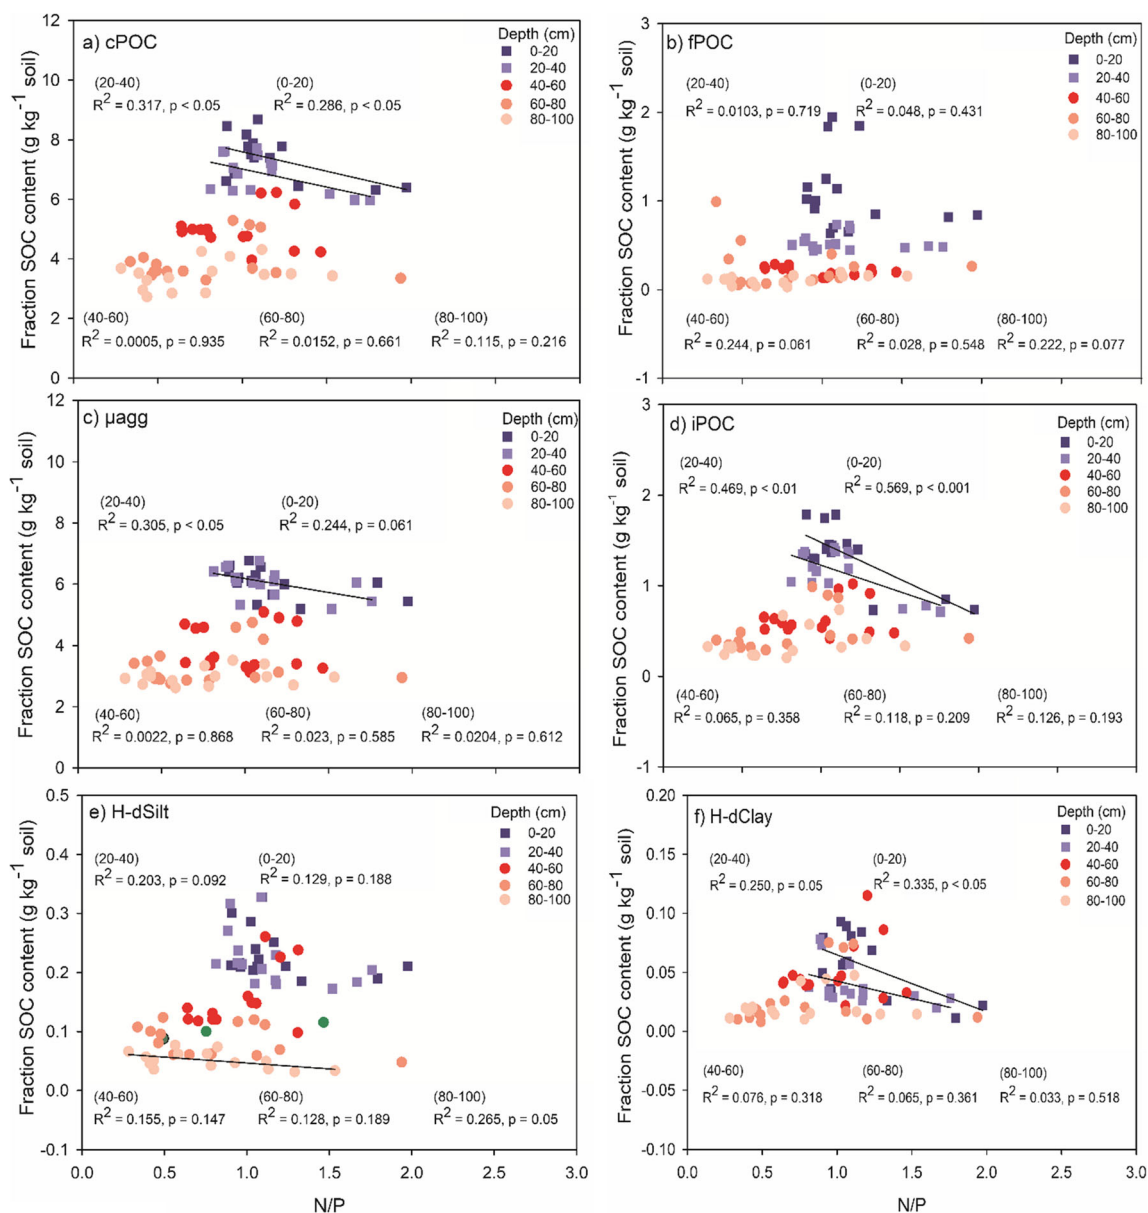 Fraction SOC content (g kg⁻¹ soil)
12
10
8
6
4
2
0
a) cPOC
Depth (cm)
0-20
20-40
40-60
60-80
80-100
(20-40)
R² = 0.317, p < 0.05
(0-20)
R² = 0.286, p < 0.05
(40-60)
R² = 0.0005, p = 0.935
(60-80)
R² = 0.0152, p = 0.661
(80-100)
R² = 0.115, p = 0.216
Fraction SOC content (g kg⁻¹ soil)
4
3
2
1
0
-1
b) fPOC
Depth (cm)
0-20
20-40
40-60
60-80
80-100
(20-40)
R² = 0.0103, p = 0.719
(0-20)
R² = 0.048, p = 0.431
(40-60)
R² = 0.244, p = 0.061
(60-80)
R² = 0.028, p = 0.548
(80-100)
R² = 0.222, p = 0.077
Fraction SOC content (g kg⁻¹ soil)
12
10
8
6
4
2
0
c) µagg
Depth (cm)
0-20
20-40
40-60
60-80
80-100
(20-40)
R² = 0.305, p < 0.05
(0-20)
R² = 0.244, p = 0.061
(40-60)
R² = 0.0022, p = 0.868
(60-80)
R² = 0.023, p = 0.585
(80-100)
R² = 0.0204, p = 0.612
Fraction SOC content (g kg⁻¹ soil)
3
2
1
0
-1
d) iPOC
Depth (cm)
0-20
20-40
40-60
60-80
80-100
(20-40)
R² = 0.469, p < 0.01
(0-20)
R² = 0.569, p < 0.001
(40-60)
R² = 0.065, p = 0.358
(60-80)
R² = 0.118, p = 0.209
(80-100)
R² = 0.126, p = 0.193
Fraction SOC content (g kg⁻¹ soil)
0.5
0.4
0.3
0.2
0.1
0.0
-0.1
e) H-dSilt
Depth (cm)
0-20
20-40
40-60
60-80
80-100
(20-40)
R² = 0.203, p = 0.092
(0-20)
R² = 0.129, p = 0.188
(40-60)
R² = 0.155, p = 0.147
(60-80)
R² = 0.128, p = 0.189
(80-100)
R² = 0.265, p = 0.05
0.0 0.5 1.0 1.5 2.0 2.5 3.0
N/P
Fraction SOC content (g kg⁻¹ soil)
0.20
0.15
0.10
0.05
0.00
-0.05
-0.10
f) H-dClay
Depth (cm)
0-20
20-40
40-60
60-80
80-100
(20-40)
R² = 0.250, p = 0.05
(0-20)
R² = 0.335, p < 0.05
(40-60)
R² = 0.076, p = 0.318
(60-80)
R² = 0.065, p = 0.361
(80-100)
R² = 0.033, p = 0.518
0.0 0.5 1.0 1.5 2.0 2.5 3.0
N/P